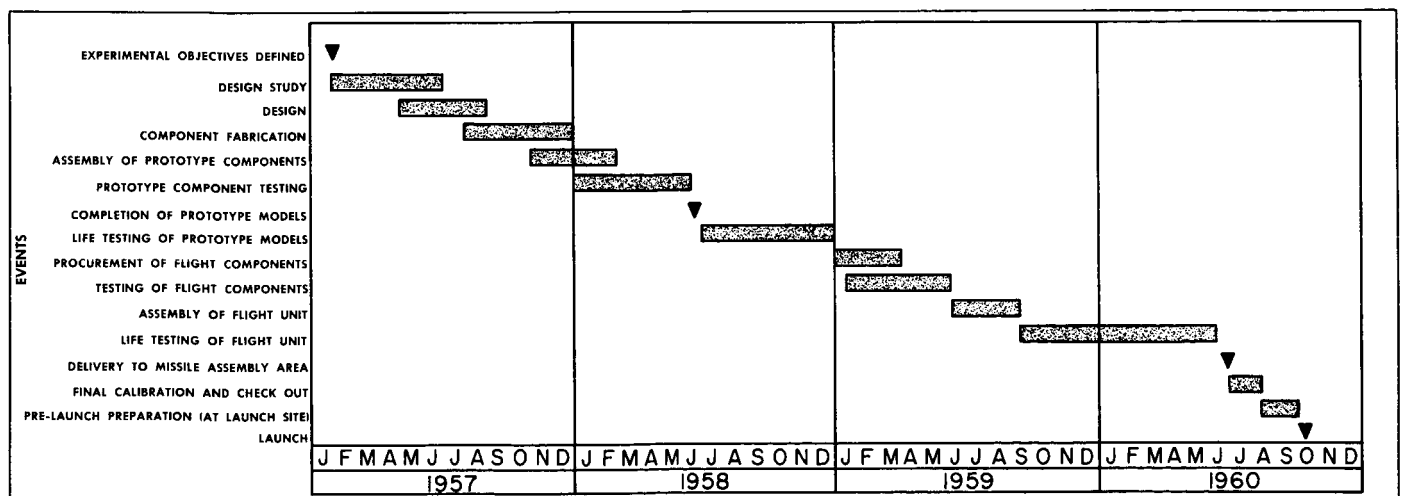 EXPERIMENTAL OBJECTIVES DEFINED
DESIGN STUDY
DESIGN
COMPONENT FABRICATION
ASSEMBLY OF PROTOTYPE COMPONENTS
PROTOTYPE COMPONENT TESTING
COMPLETION OF PROTOTYPE MODELS
LIFE TESTING OF PROTOTYPE MODELS
PROCUREMENT OF FLIGHT COMPONENTS
TESTING OF FLIGHT COMPONENTS
ASSEMBLY OF FLIGHT UNIT
LIFE TESTING OF FLIGHT UNIT
DELIVERY TO MISSILE ASSEMBLY AREA
FINAL CALIBRATION AND CHECK OUT
PRE-LAUNCH PREPARATION (AT LAUNCH SITE)
LAUNCH
EVENTS
J F M A M J J A S O N D J F M A M J J A S O N D J F M A M J J A S O N D J F M A M J J A S O N D
1957 1958 1959 1960